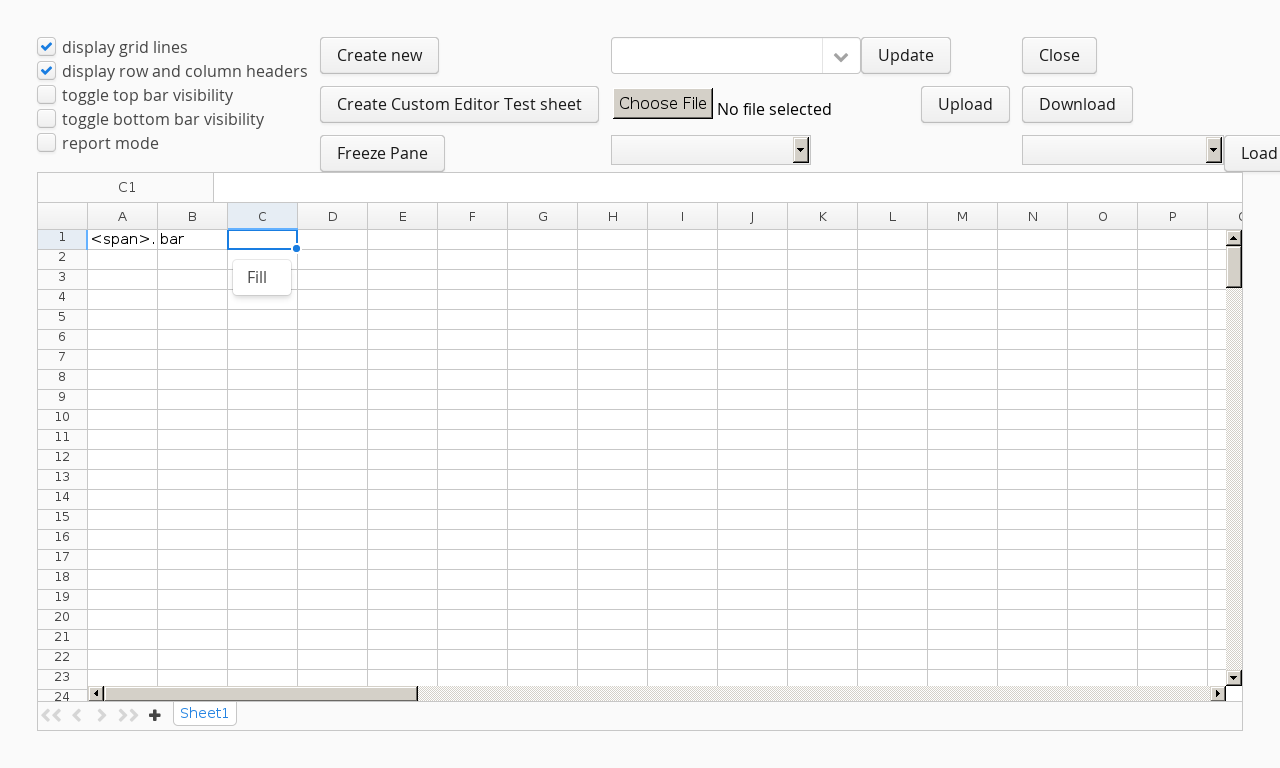 display grid lines
display row and column headers
toggle top bar visibility
toggle bottom bar visibility
report mode
Create new
Update
Close
Create Custom Editor Test sheet
Choose File No file selected
Upload
Download
Freeze Pane
Load
C1
A B C D E F G H I J K L M N O P
1 <span>. bar
2
Fill
3
4
5
6
7
8
9
10
11
12
13
14
15
16
17
18
19
20
21
22
23
24
Sheet1